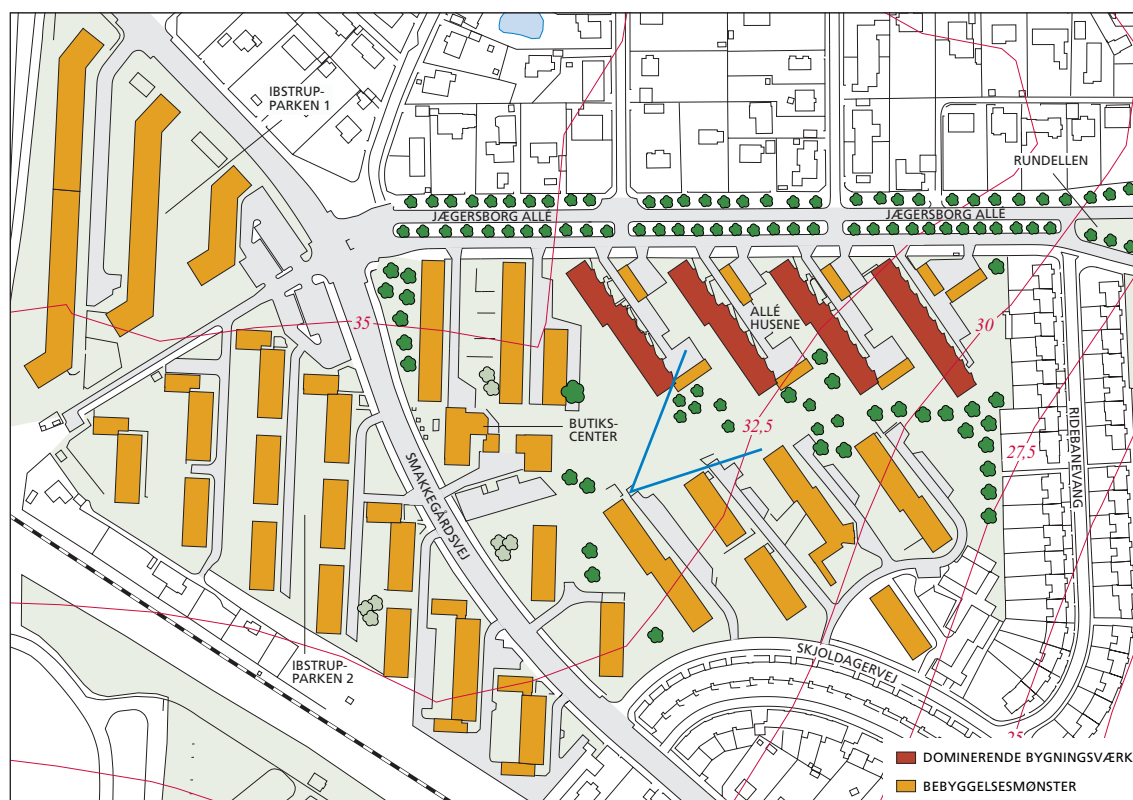 IBSTRUP-
PARKEN 1
RUNDELLEN
JÆGERSBORG ALLÉ
JÆGERSBORG ALLÉ
35
ALLÉ
HUSENE
30
BUTIKS-
CENTER
32,5
27,5
RIDEBANEVANG
SMAKKEGÅRDSVEJ
IBSTRUP-
PARKEN 2
SKJOLDAGERVEJ
25
DOMINERENDE BYGNINGSVÆRK
BEBYGGELSESMØNSTER